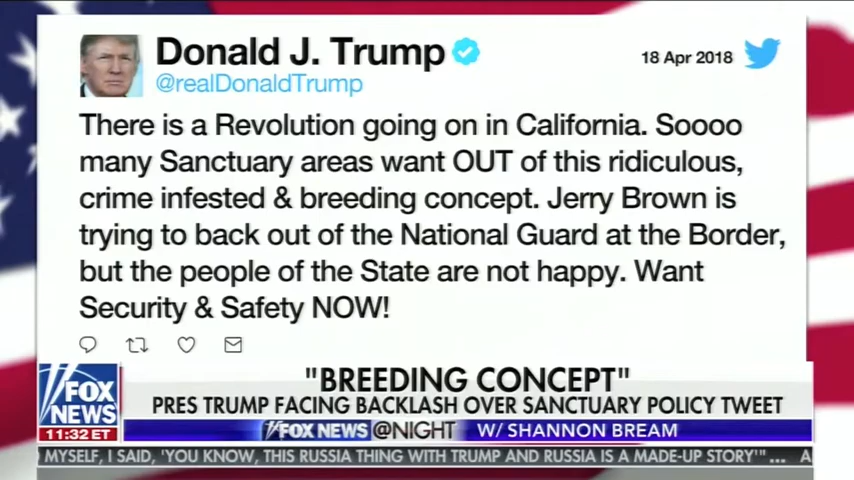 Donald J. Trump
@realDonaldTrump
18 Apr 2018
There is a Revolution going on in California. Soooo
many Sanctuary areas want OUT of this ridiculous,
crime infested & breeding concept. Jerry Brown is
trying to back out of the National Guard at the Border,
but the people of the State are not happy. Want
Security & Safety NOW!
FOX
NEWS
11:32 ET
"BREEDING CONCEPT"
PRES TRUMP FACING BACKLASH OVER SANCTUARY POLICY TWEET
FOX NEWS @NIGHT W/ SHANNON BREAM
MYSELF, I SAID, 'YOU KNOW, THIS RUSSIA THING WITH TRUMP AND RUSSIA IS A MADE-UP STORY'" ... A